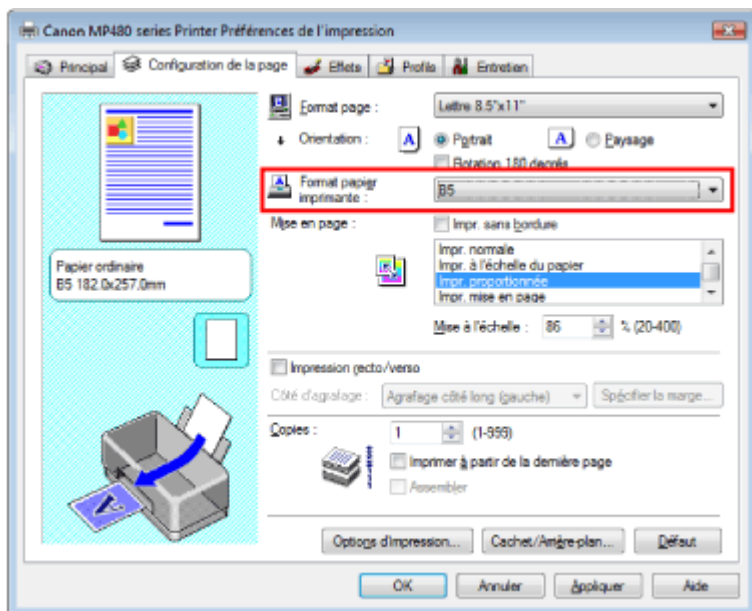 Canon MP480 series Printer Préférences de l'impression
Principal
Configuration de la page
Effets
Profils
Entretien
Format page :
Lettre 8.5"x11"
Orientation :
A
Portrait
A
Paysage
Rotation 180 degrés
Format papier
imprimante :
B5
Mise en page :
Impr. sans bordure
Impr. normale
Impr. à l'échelle du papier
Impr. proportionnée
Impr. mise en page
Papier ordinaire
B5 182.0x257.0mm
Mise à l'échelle :
86
% (20-400)
Impression recto/verso
Côté d'agrafage :
Agrafage côté long (gauche)
Spécifier la marge...
Copies :
1
(1-999)
Imprimer à partir de la dernière page
Assembler
Options d'impression...
Cachet/Arrière-plan...
Défaut
OK
Annuler
Appliquer
Aide